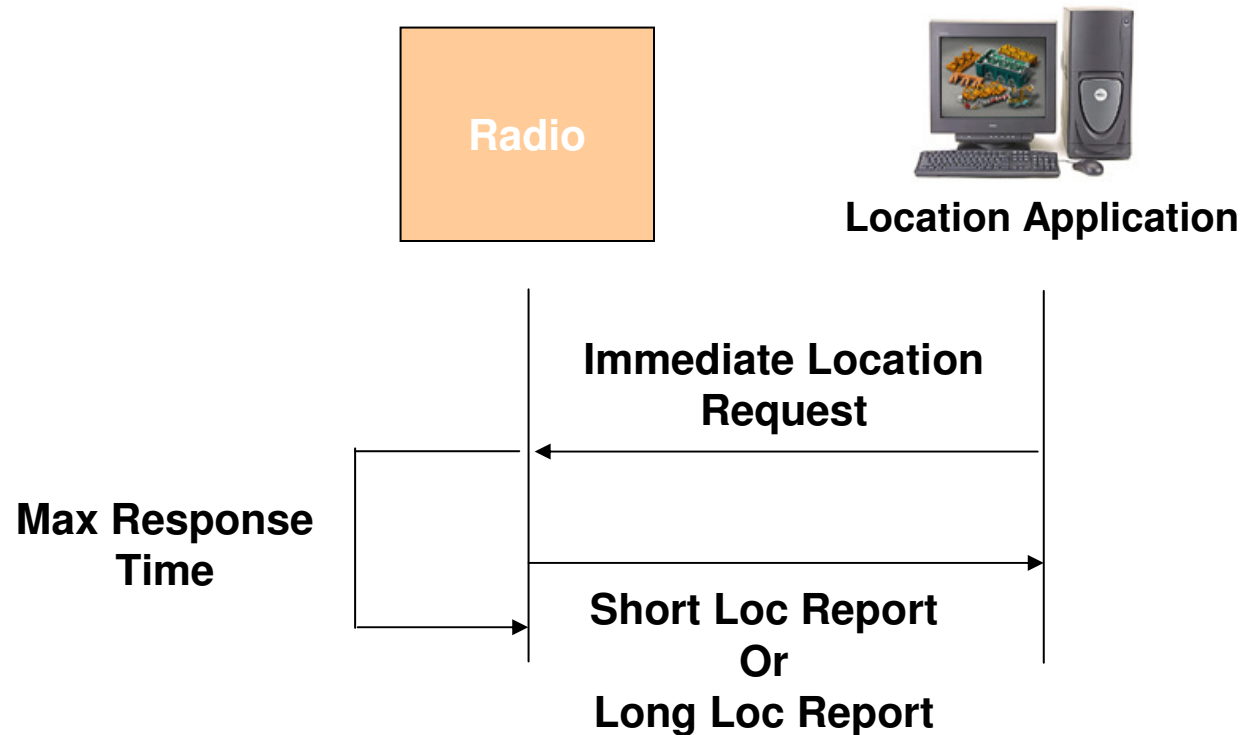 Radio
Location Application
Immediate Location
Request
Max Response
Time
Short Loc Report
Or
Long Loc Report